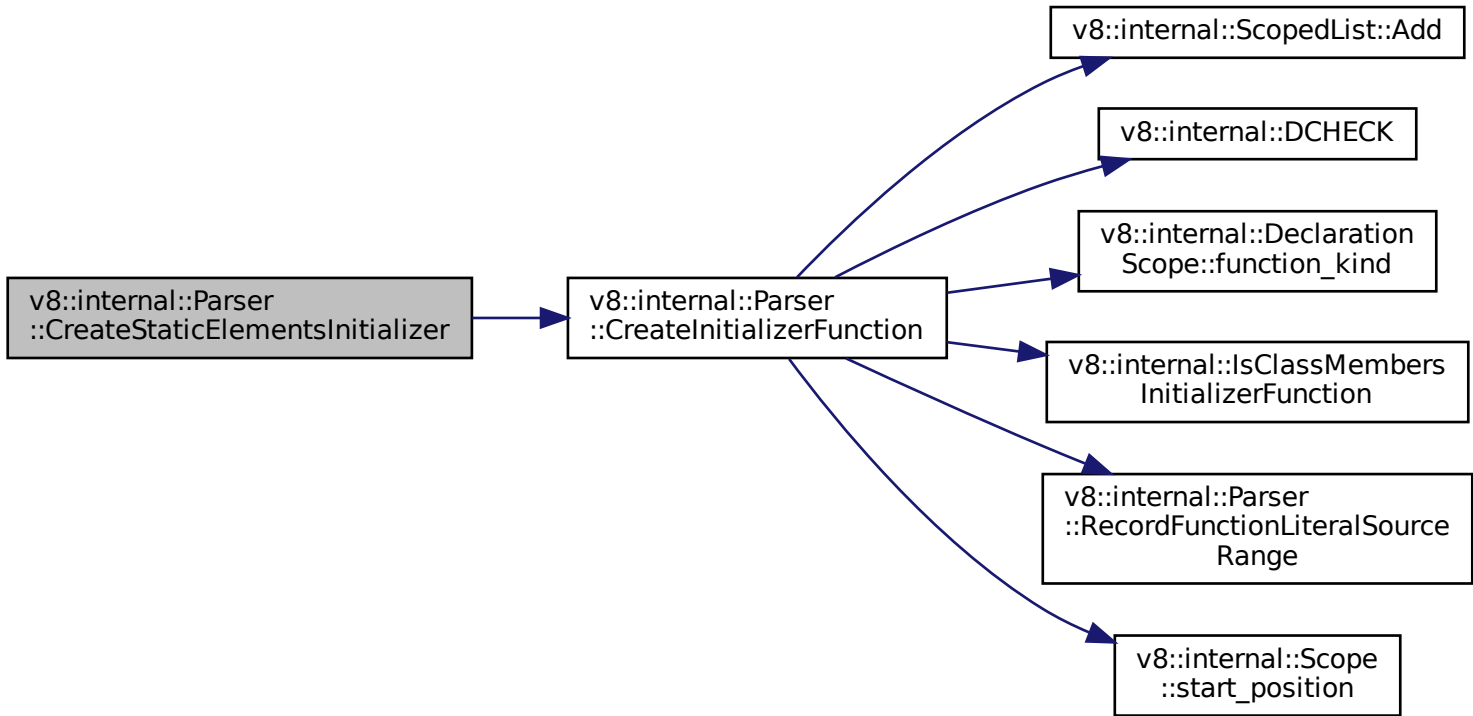 v8::internal::Parser
::CreateStaticElementsInitializer
v8::internal::Parser
::CreateInitializerFunction
v8::internal::ScopedList::Add
v8::internal::DCHECK
v8::internal::Declaration
Scope::function_kind
v8::internal::IsClassMembers
InitializerFunction
v8::internal::Parser
::RecordFunctionLiteralSource
Range
v8::internal::Scope
::start_position